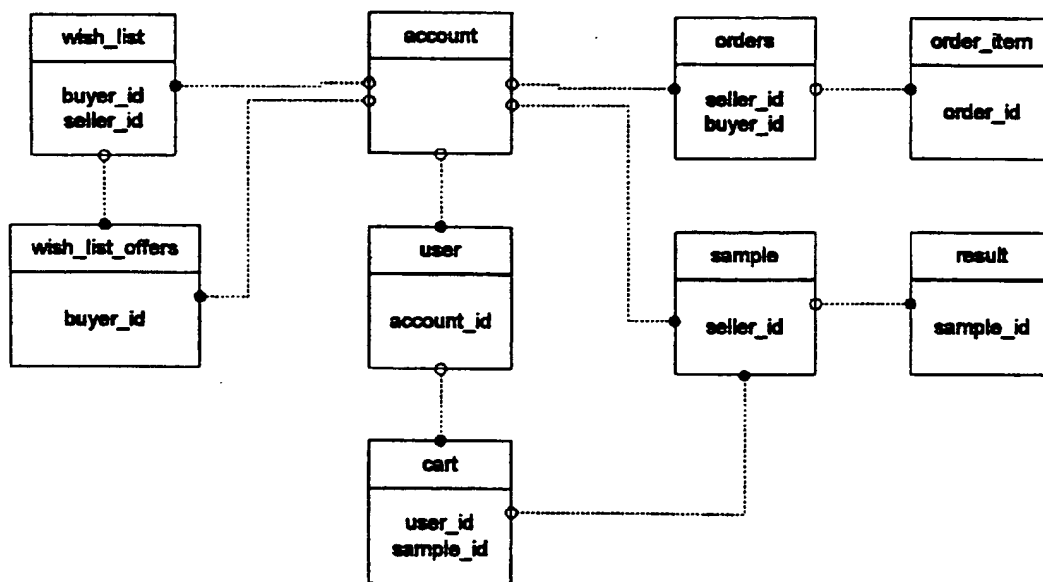 wish_list
buyer_id
seller_id
account
orders
seller_id
buyer_id
order_item
order_id
wish_list_offers
buyer_id
user
account_id
sample
seller_id
result
sample_id
cart
user_id
sample_id